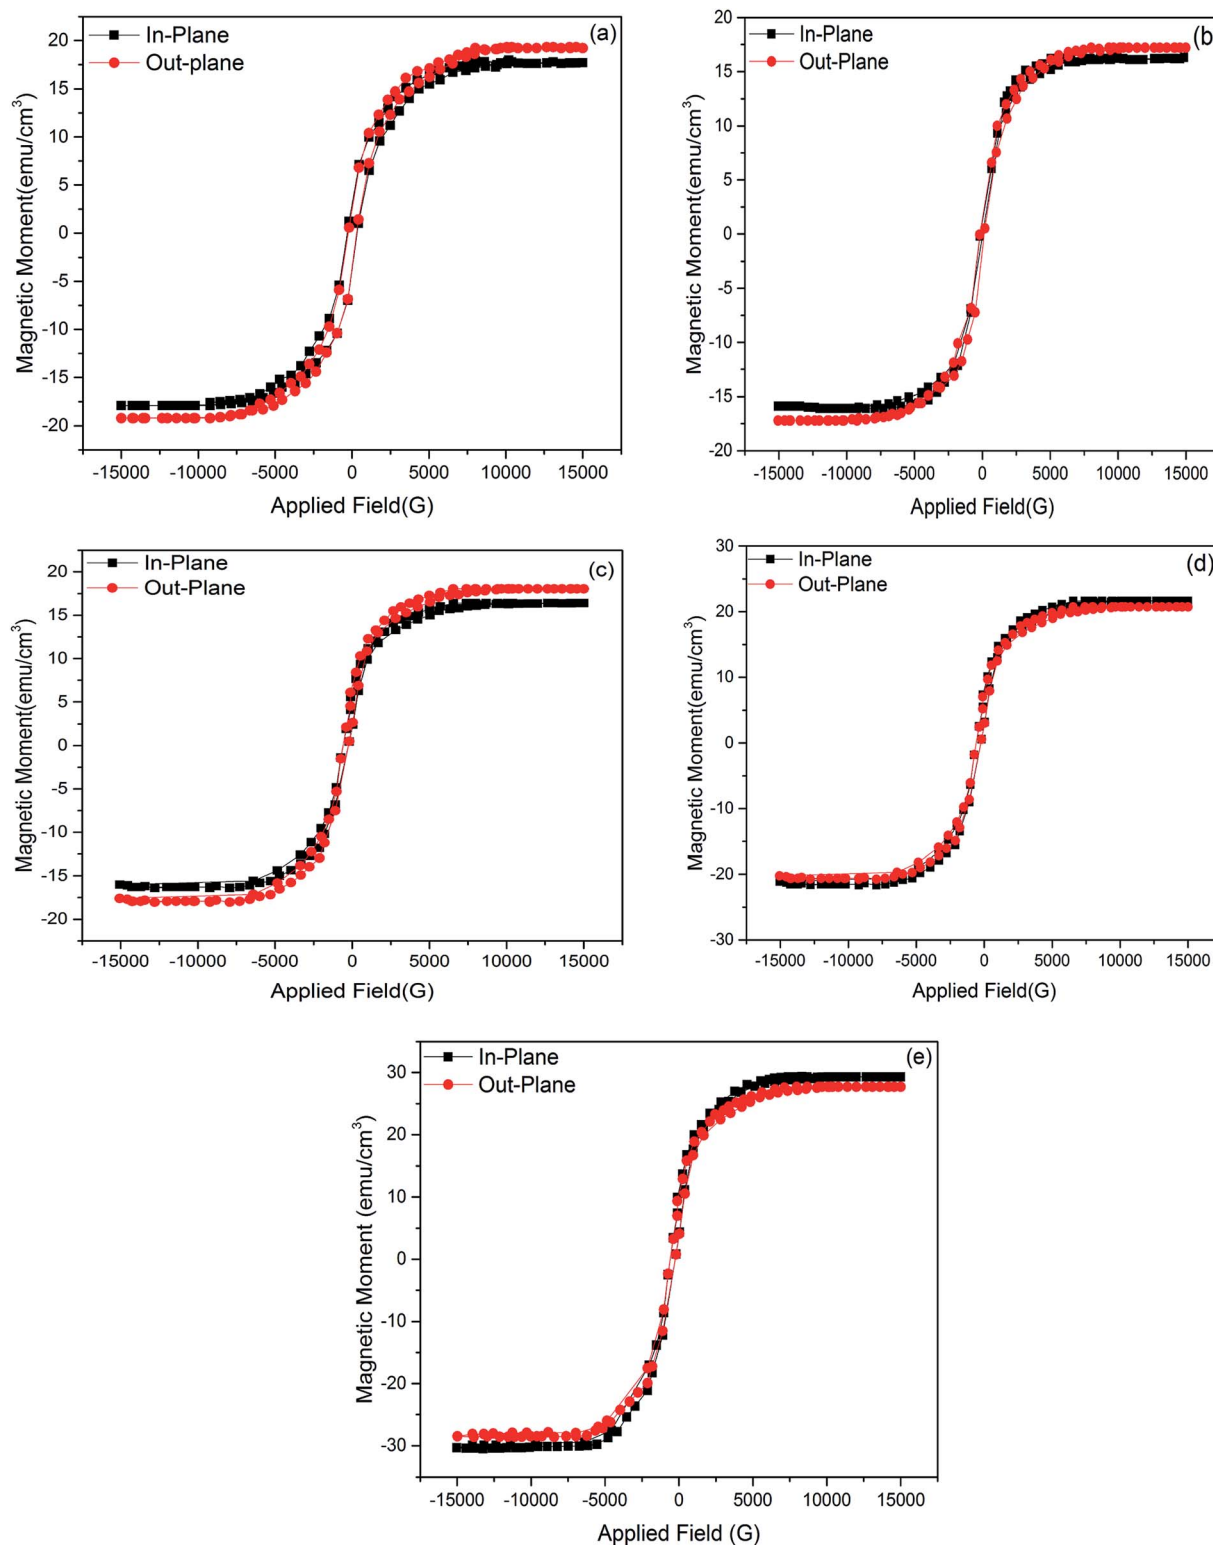 In-Plane
Out-plane
(a)
20
15
10
5
0
-5
-10
-15
-20
Magnetic Moment(emu/cm³)
-15000 -10000 -5000 0 5000 10000 15000
Applied Field(G)
In-Plane
Out-Plane
(b)
20
15
10
5
0
-5
-10
-15
-20
Magnetic Moment(emu/cm³)
-15000 -10000 -5000 0 5000 10000 15000
Applied Field(G)
In-Plane
Out-Plane
(c)
20
15
10
5
0
-5
-10
-15
-20
Magnetic Moment(emu/cm³)
-15000 -10000 -5000 0 5000 10000 15000
Applied Field(G)
In-Plane
Out-Plane
(d)
30
20
10
0
-10
-20
-30
Magnetic Moment(emu/cm³)
-15000 -10000 -5000 0 5000 10000 15000
Applied Field(G)
In-Plane
Out-Plane
(e)
30
20
10
0
-10
-20
-30
Magnetic Moment (emu/cm³)
-15000 -10000 -5000 0 5000 10000 15000
Applied Field (G)